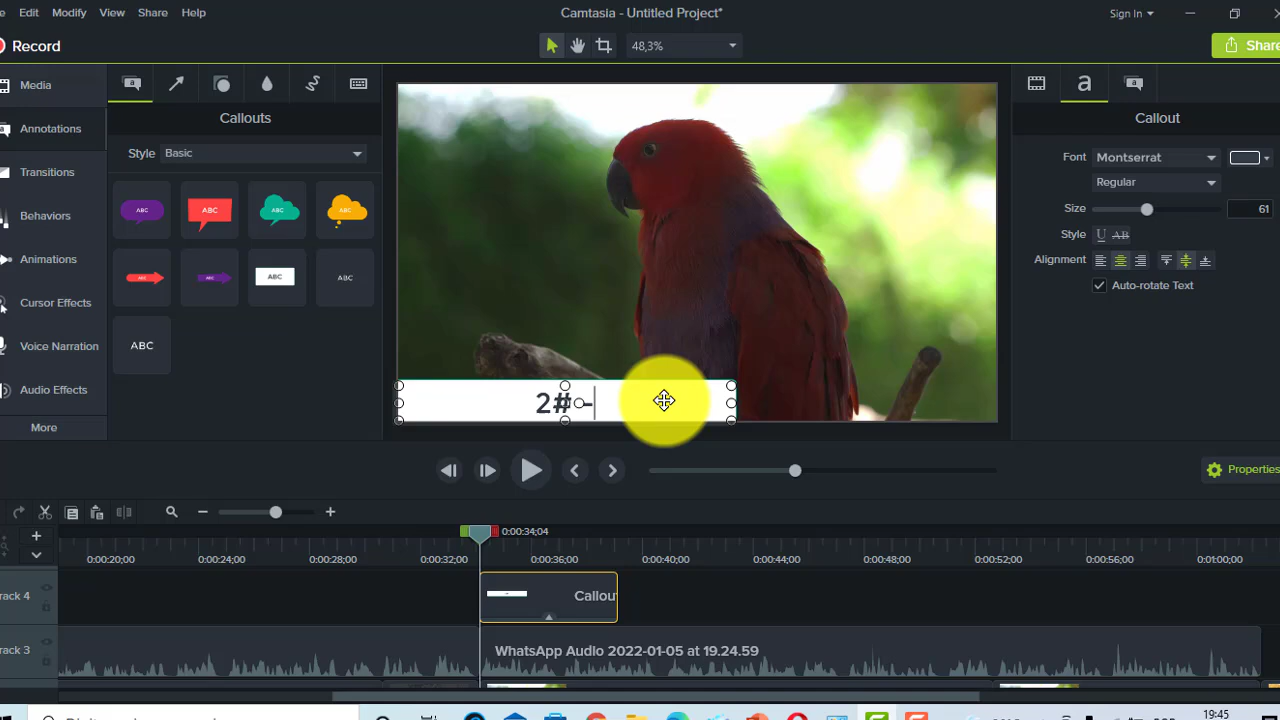 Edit Modify View Share Help
Camtasia - Untitled Project*
Sign In
Record
48,3%
Share
Media
Annotations
Transitions
Behaviors
Animations
Cursor Effects
Voice Narration
Audio Effects
More
Callouts
Style Basic
ABC ABC ABC ABC
ABC ABC ABC ABC
ABC
2# -
Callout
Font Montserrat
Regular
Size 61
Style U AB
Alignment
Auto-rotate Text
Properties
0:00:34;04
0:00:20;00 0:00:24;00 0:00:28;00 0:00:32;00 0:00:36;00 0:00:40;00 0:00:44;00 0:00:48;00 0:00:52;00 0:00:56;00 0:01:00;00
rack 4
Callou
rack 3
WhatsApp Audio 2022-01-05 at 19.24.59
19:45